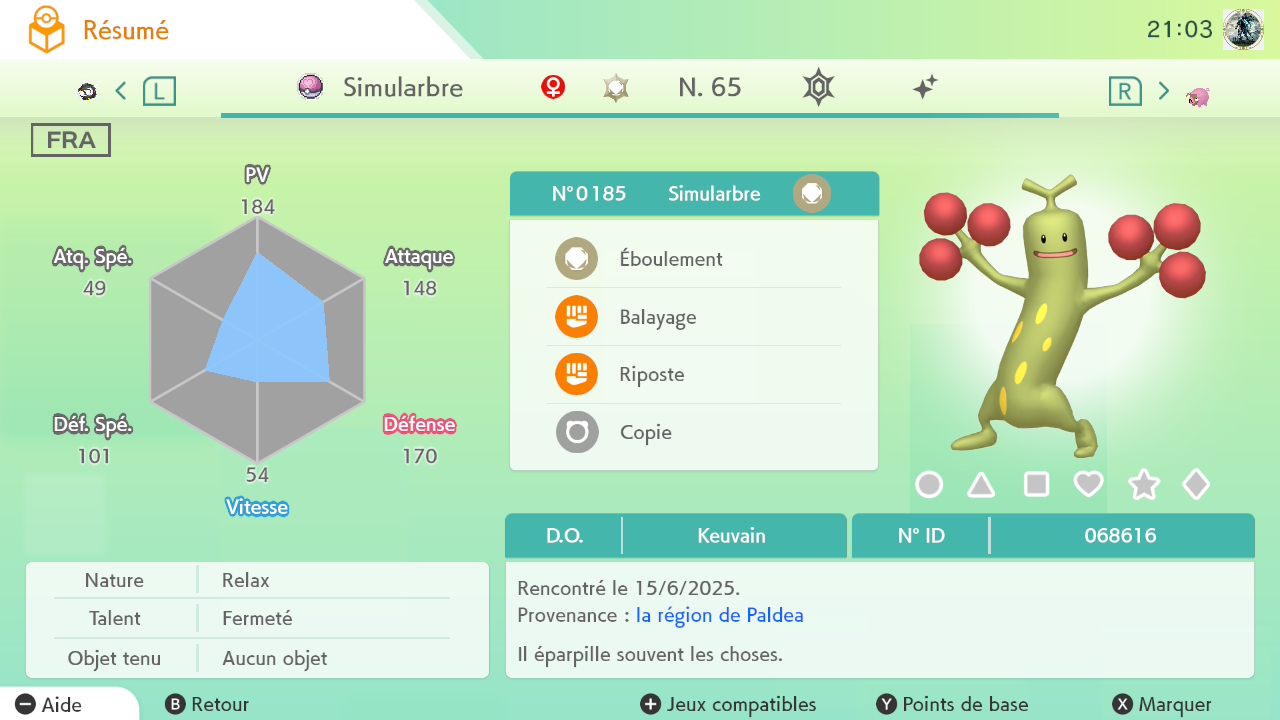 Résumé
21:03
L
Simularbre
N. 65
R
FRA
PV
184
Atq. Spé.
49
Attaque
148
Déf. Spé.
101
Défense
170
54
Vitesse
N°0185 Simularbre
Éboulement
Balayage
Riposte
Copie
D.O. Keuvain
N° ID 068616
Nature Relax
Talent Fermeté
Objet tenu Aucun objet
Rencontré le 15/6/2025.
Provenance : la région de Paldea
Il éparpille souvent les choses.
Aide
B Retour
Jeux compatibles
Y Points de base
X Marquer